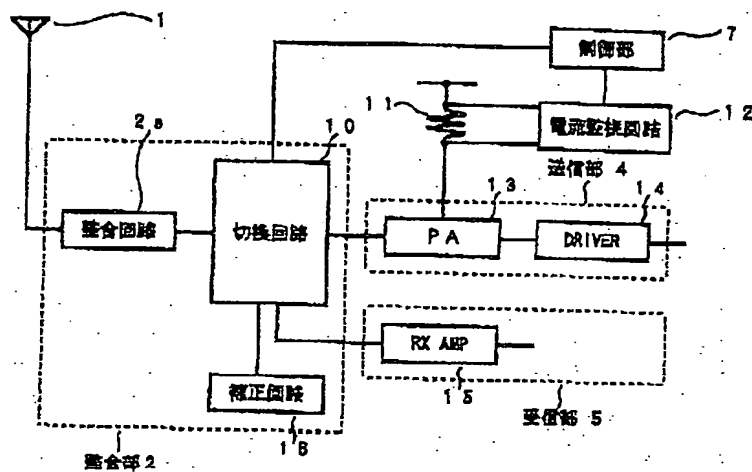 1
制御部
7
2a
10
11
電流監視回路
12
送信部 4
13
14
整合回路
切換回路
PA
DRIVER
RX AMP
補正回路
15
16
受信部 5
整合部2